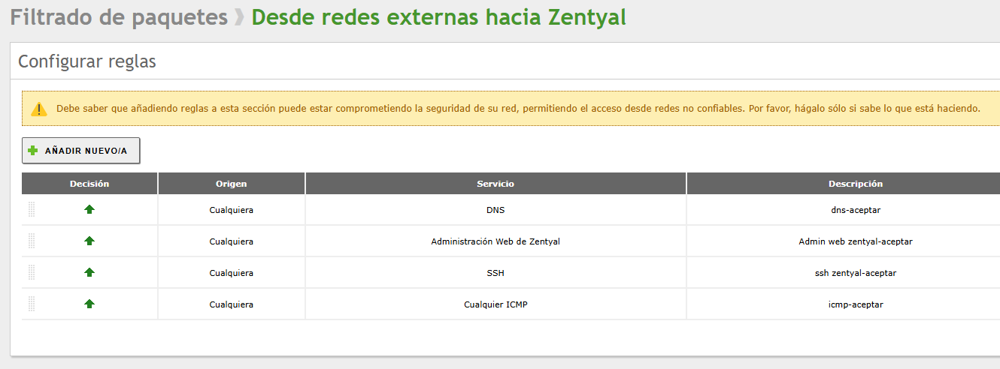 Filtrado de paquetes ❱ Desde redes externas hacia Zentyal
Configurar reglas
Debe saber que añadiendo reglas a esta sección puede estar comprometiendo la seguridad de su red, permitiendo el acceso desde redes no confiables. Por favor, hágalo sólo si sabe lo que está haciendo.
AÑADIR NUEVO/A
Decisión Origen Servicio Descripción
Cualquiera DNS dns-aceptar
Cualquiera Administración Web de Zentyal Admin web zentyal-aceptar
Cualquiera SSH ssh zentyal-aceptar
Cualquiera Cualquier ICMP icmp-aceptar